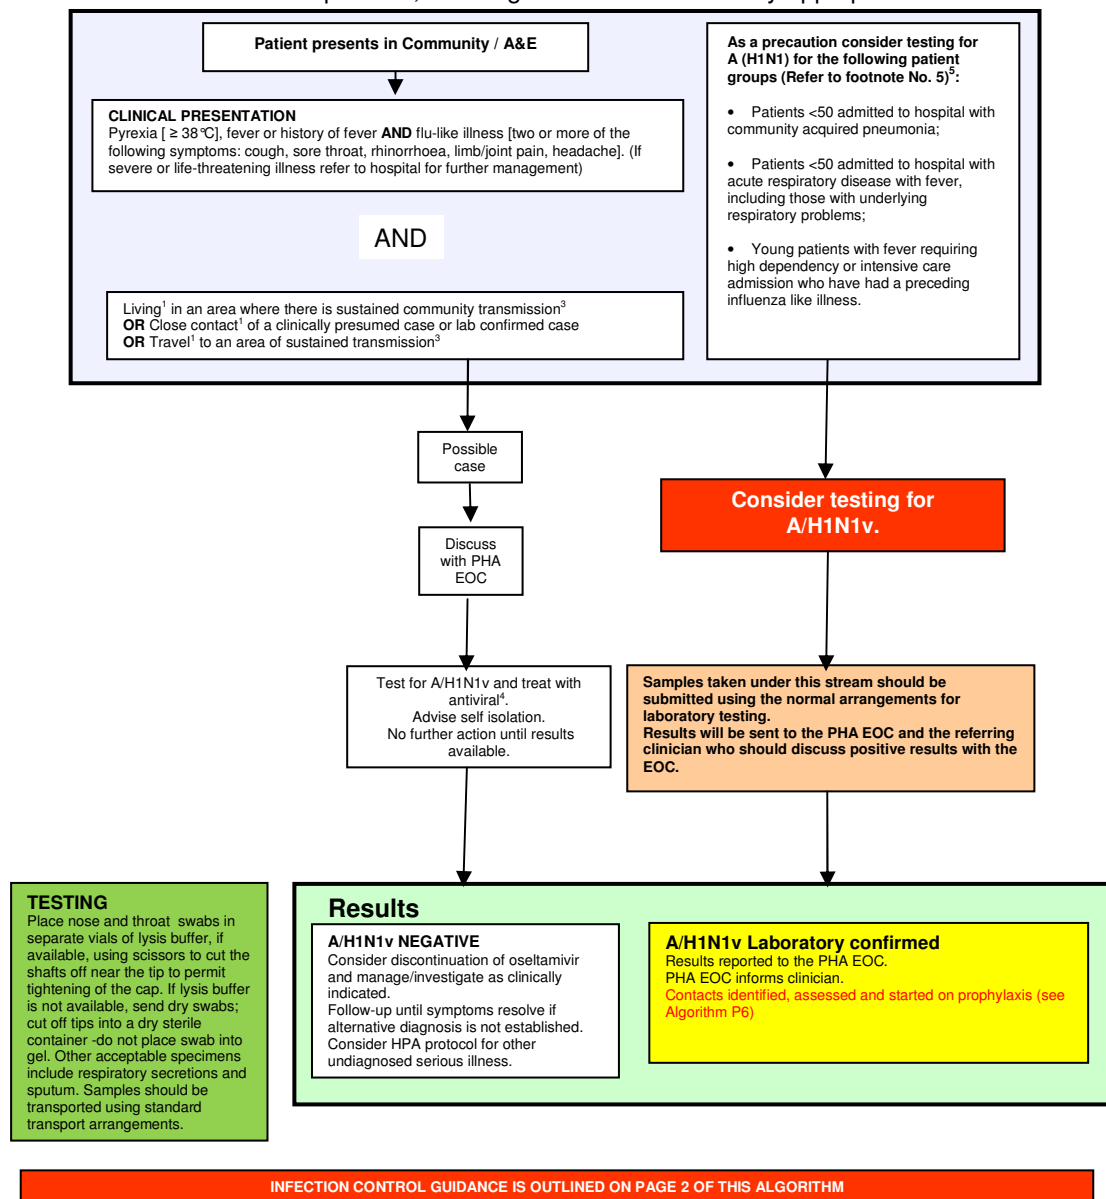 Patient presents in Community / A&E
CLINICAL PRESENTATION
Pyrexia [ ≥ 38°C], fever or history of fever AND flu-like illness [two or more of the
following symptoms: cough, sore throat, rhinorrhoea, limb/joint pain, headache]. (If
severe or life-threatening illness refer to hospital for further management)
AND
Living¹ in an area where there is sustained community transmission³
OR Close contact¹ of a clinically presumed case or lab confirmed case
OR Travel¹ to an area of sustained transmission³
As a precaution consider testing for
A (H1N1) for the following patient
groups (Refer to footnote No. 5)⁵:
• Patients <50 admitted to hospital with
community acquired pneumonia;
• Patients <50 admitted to hospital with
acute respiratory disease with fever,
including those with underlying
respiratory problems;
• Young patients with fever requiring
high dependency or intensive care
admission who have had a preceding
influenza like illness.
Possible
case
Discuss
with PHA
EOC
Consider testing for
A/H1N1v.
Test for A/H1N1v and treat with
antiviral⁴.
Advise self isolation.
No further action until results
available.
Samples taken under this stream should be
submitted using the normal arrangements for
laboratory testing.
Results will be sent to the PHA EOC and the referring
clinician who should discuss positive results with the
EOC.
TESTING
Place nose and throat swabs in
separate vials of lysis buffer, if
available, using scissors to cut the
shafts off near the tip to permit
tightening of the cap. If lysis buffer
is not available, send dry swabs;
cut off tips into a dry sterile
container -do not place swab into
gel. Other acceptable specimens
include respiratory secretions and
sputum. Samples should be
transported using standard
transport arrangements.
Results
A/H1N1v NEGATIVE
Consider discontinuation of oseltamivir
and manage/investigate as clinically
indicated.
Follow-up until symptoms resolve if
alternative diagnosis is not established.
Consider HPA protocol for other
undiagnosed serious illness.
A/H1N1v Laboratory confirmed
Results reported to the PHA EOC.
PHA EOC informs clinician.
Contacts identified, assessed and started on prophylaxis (see
Algorithm P6)
INFECTION CONTROL GUIDANCE IS OUTLINED ON PAGE 2 OF THIS ALGORITHM